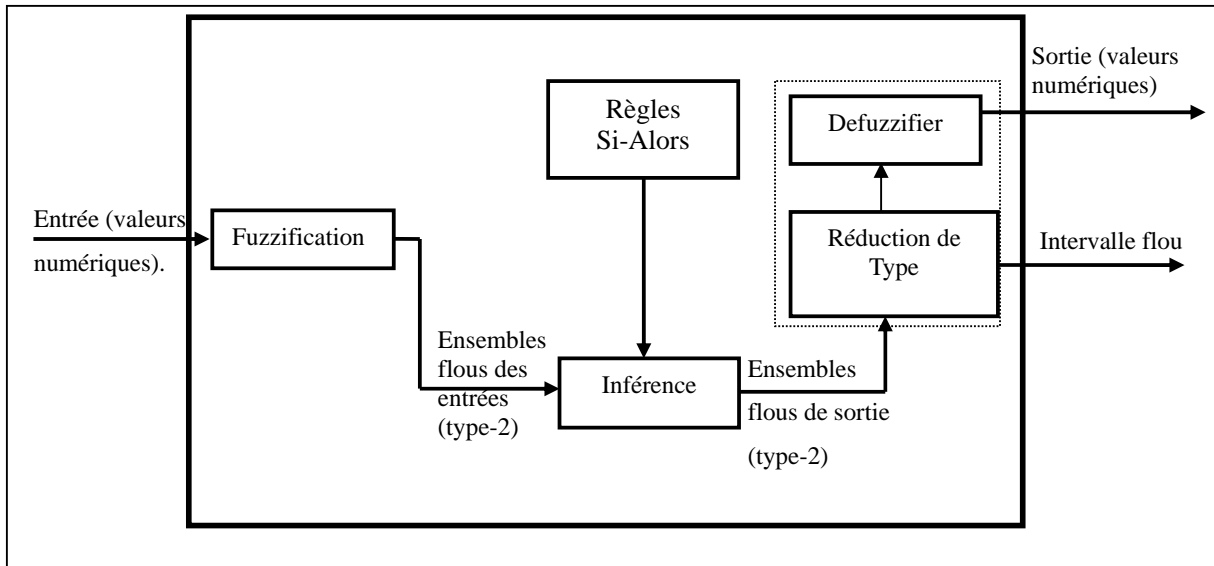 Sortie (valeurs
numériques)
Règles
Si-Alors
Defuzzifier
Entrée (valeurs
numériques).
Fuzzification
Réduction de
Type
Intervalle flou
Ensembles
flous des
entrées
(type-2)
Inférence
Ensembles
flous de sortie
(type-2)